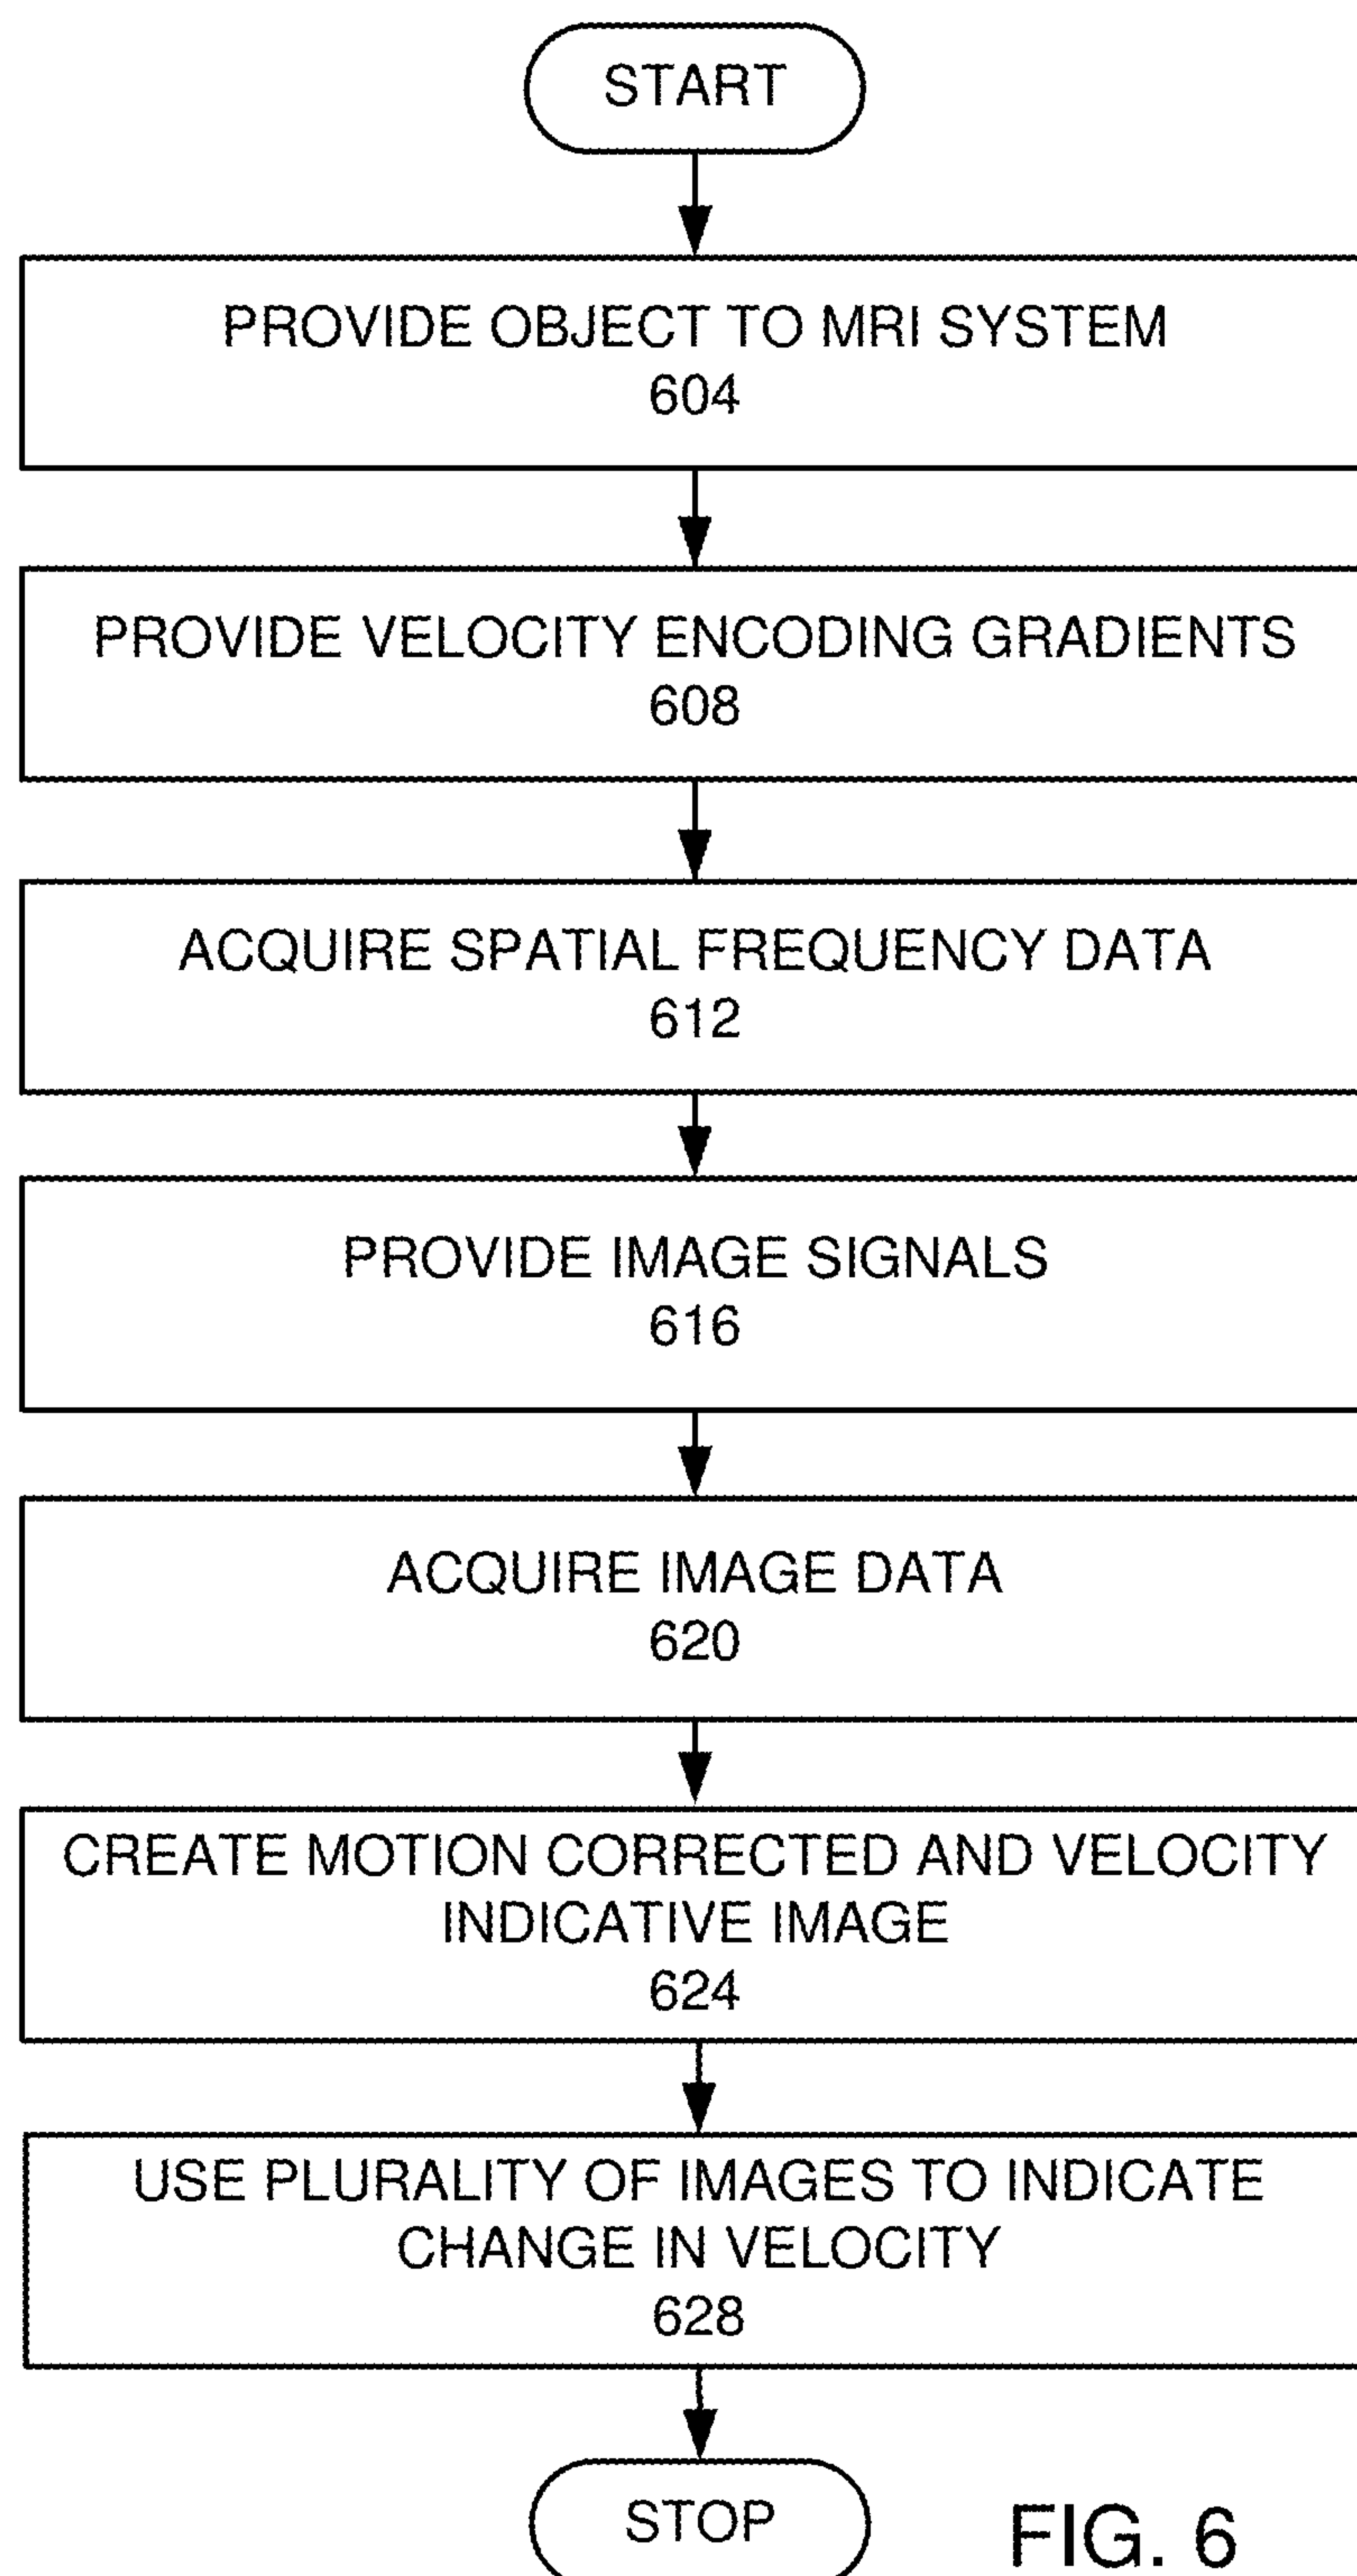 START
PROVIDE OBJECT TO MRI SYSTEM
604
PROVIDE VELOCITY ENCODING GRADIENTS
608
ACQUIRE SPATIAL FREQUENCY DATA
612
PROVIDE IMAGE SIGNALS
616
ACQUIRE IMAGE DATA
620
CREATE MOTION CORRECTED AND VELOCITY
INDICATIVE IMAGE
624
USE PLURALITY OF IMAGES TO INDICATE
CHANGE IN VELOCITY
628
STOP
FIG. 6